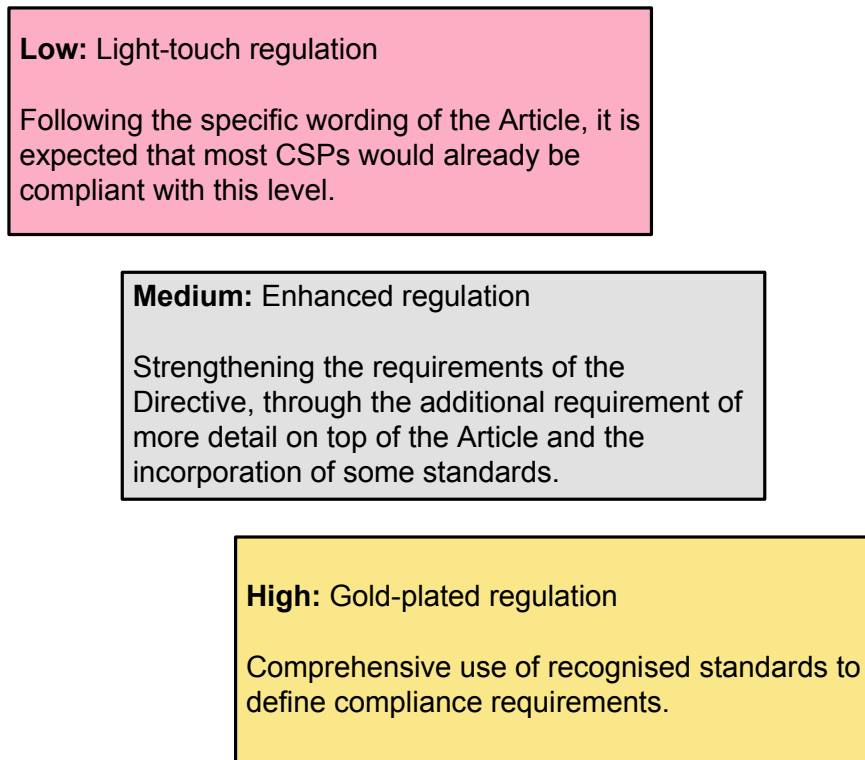 Low: Light-touch regulation
Following the specific wording of the Article, it is
expected that most CSPs would already be
compliant with this level.
Medium: Enhanced regulation
Strengthening the requirements of the
Directive, through the additional requirement of
more detail on top of the Article and the
incorporation of some standards.
High: Gold-plated regulation
Comprehensive use of recognised standards to
define compliance requirements.